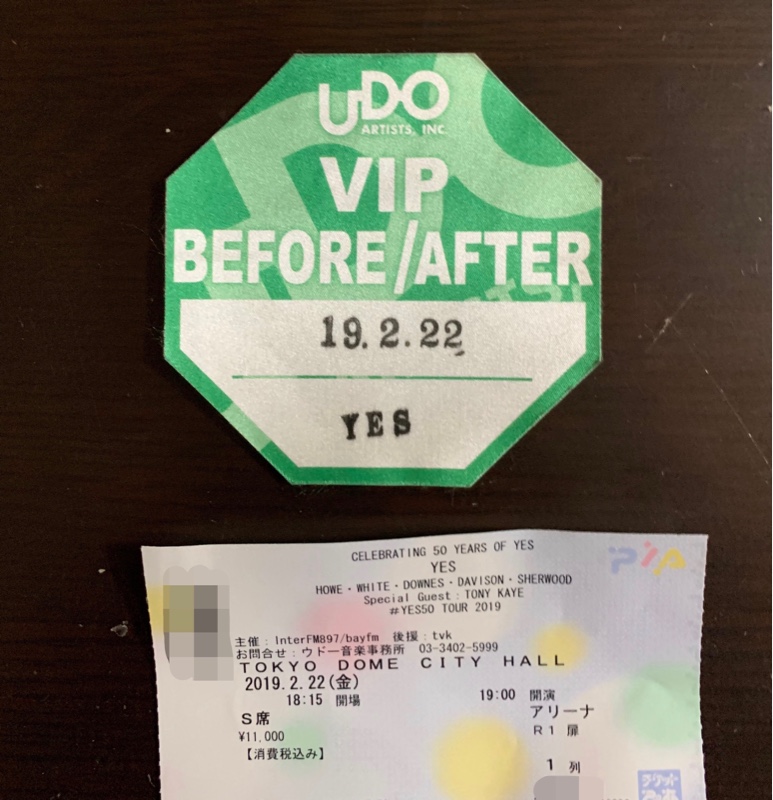 UDO
ARTISTS, INC.
VIP
BEFORE/AFTER
19.2.22
YES
CELEBRATING 50 YEARS OF YES
YES
HOWE・WHITE・DOWNES・DAVISON・SHERWOOD
Special Guest:TONY KAYE
#YES50 TOUR 2019
PIA
主催:InterFM897/bayfm 後援:tvk
お問合せ:ウドー音楽事務所 03-3402-5999
TOKYO DOME CITY HALL
2019.2.22(金)
18:15 開場 19:00 開演
S席 アリーナ
¥11,000 R1 扉
【消費税込み】
1 列